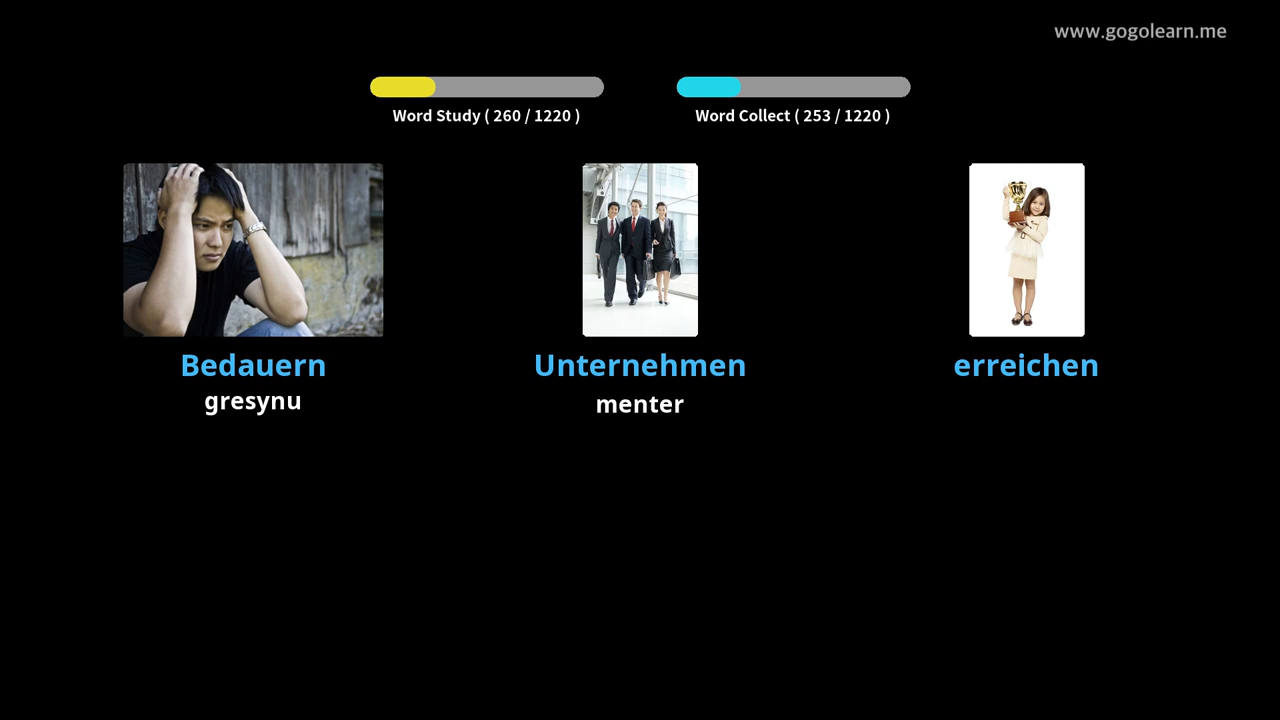 www.gogolearn.me
Word Study ( 260 / 1220 )
Word Collect ( 253 / 1220 )
Bedauern
gresynu
Unternehmen
menter
erreichen